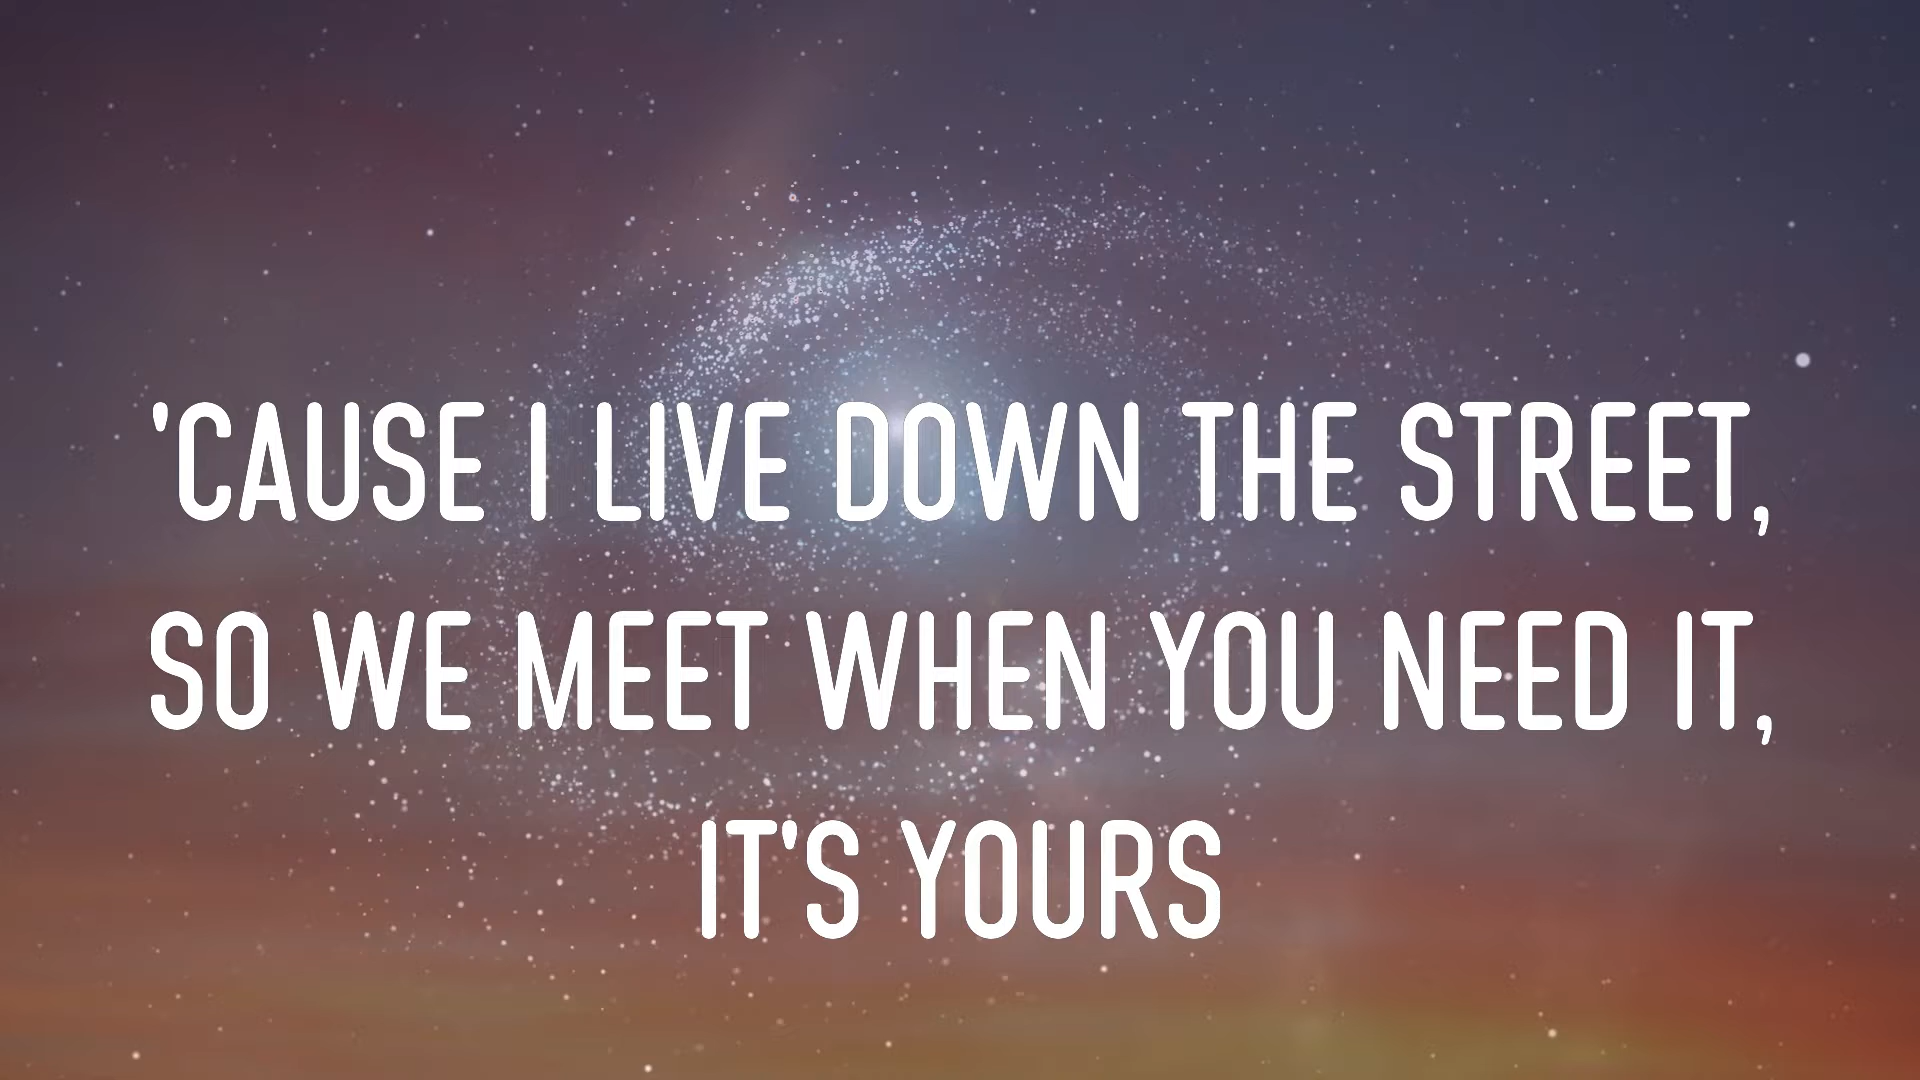 'CAUSE I LIVE DOWN THE STREET,
SO WE MEET WHEN YOU NEED IT,
IT'S YOURS